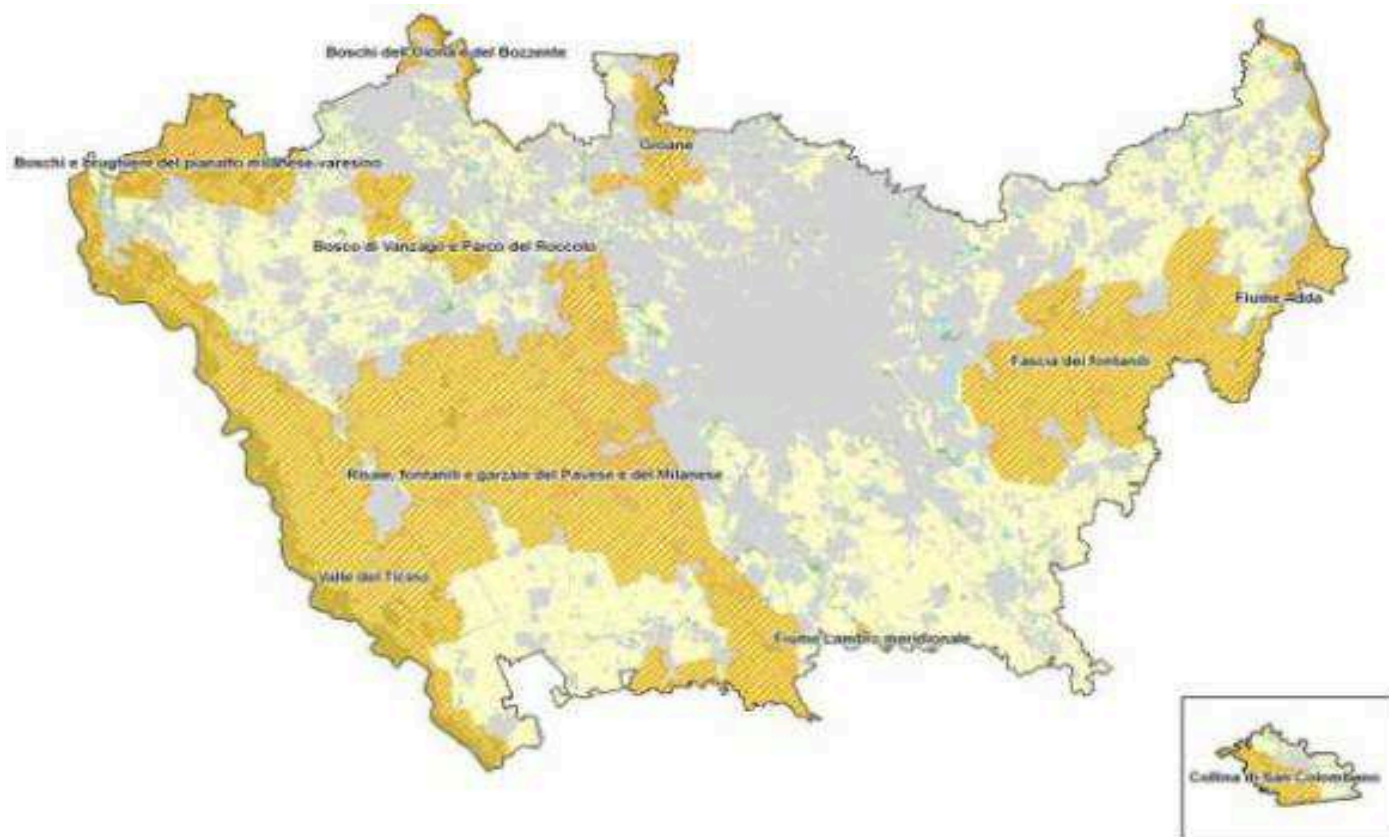 Boschi dell'Olona e del Bozzente
Groane
Boschi e brughiere del pianalto milanese-varesino
Bosco di Vanzago e Parco del Roccolo
Fiume Adda
Fascia dei fontanili
Risaie, fontanili e garzaie del Pavese e del Milanese
Valle del Ticino
Fiume Lambro meridionale
Collina di San Colombano